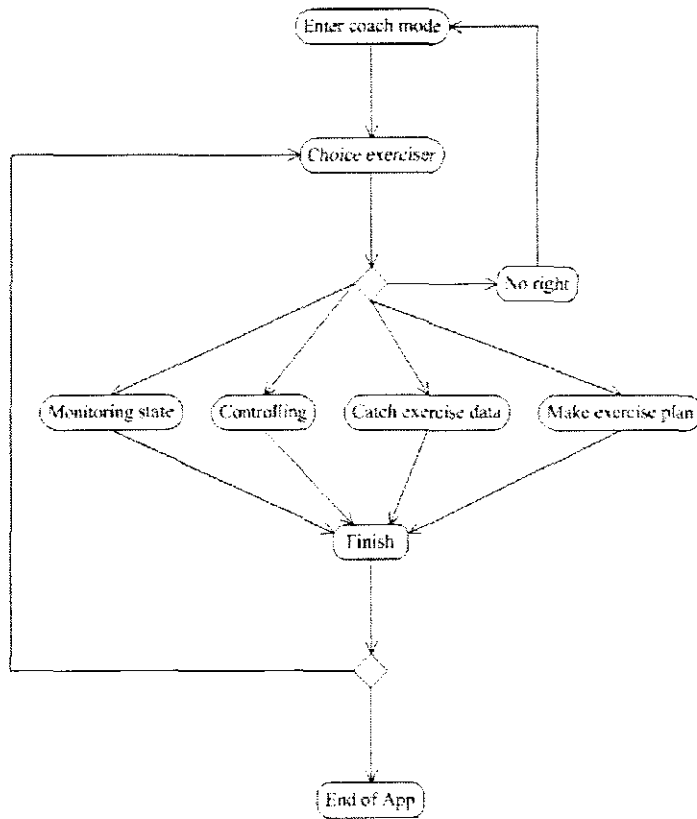 Enter coach mode
Choice exerciser
No right
Monitoring state
Controlling
Catch exercise data
Make exercise plan
Finish
End of App